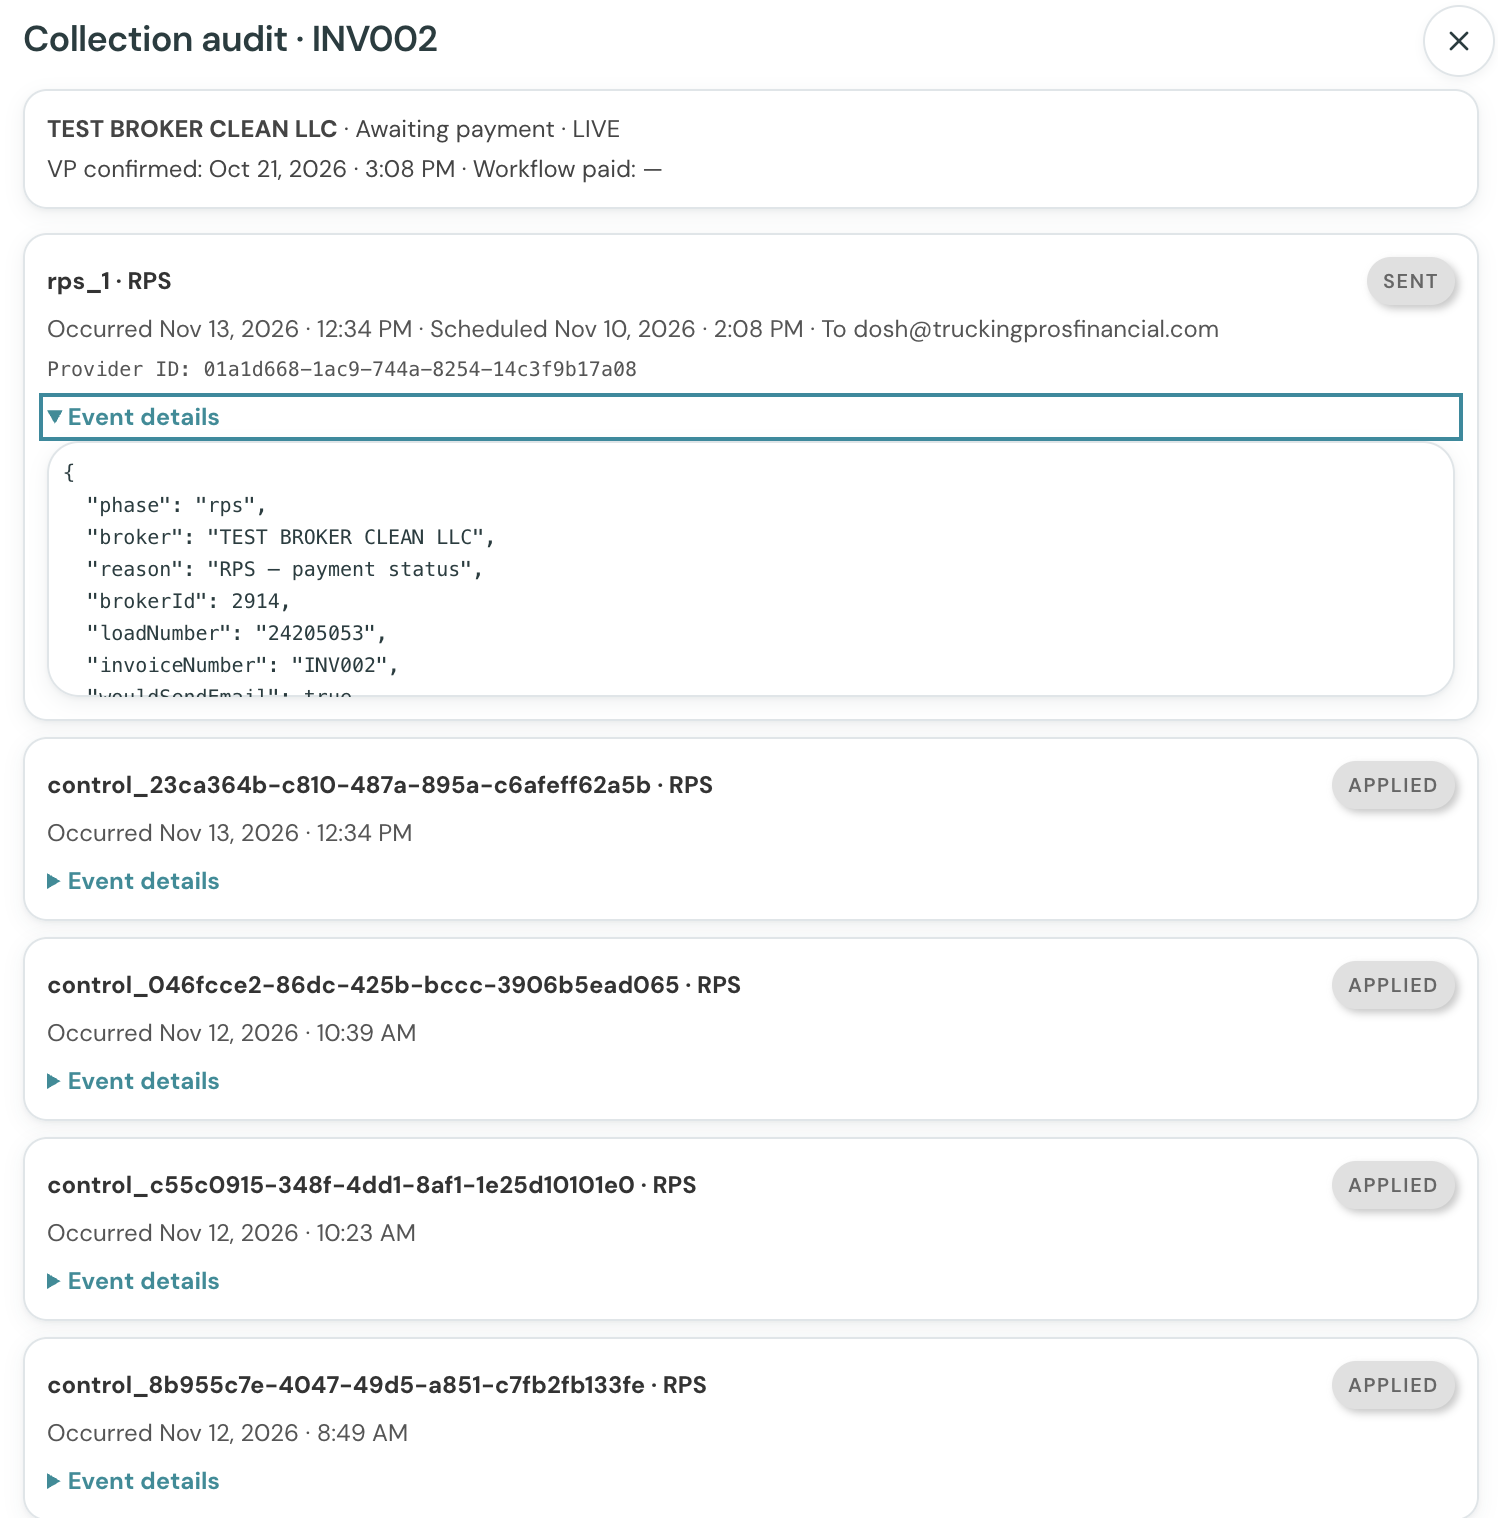 Collection audit · INV002
TEST BROKER CLEAN LLC · Awaiting payment · LIVE
VP confirmed: Oct 21, 2026 · 3:08 PM · Workflow paid: —
rps_1 · RPS
SENT
Occurred Nov 13, 2026 · 12:34 PM · Scheduled Nov 10, 2026 · 2:08 PM · To dosh@truckingprosfinancial.com
Provider ID: 01a1d668-1ac9-744a-8254-14c3f9b17a08
▼ Event details
{
  "phase": "rps",
  "broker": "TEST BROKER CLEAN LLC",
  "reason": "RPS — payment status",
  "brokerId": 2914,
  "loadNumber": "24205053",
  "invoiceNumber": "INV002",
  "wouldSendEmail": true
control_23ca364b-c810-487a-895a-c6afeff62a5b · RPS
APPLIED
Occurred Nov 13, 2026 · 12:34 PM
▶ Event details
control_046fcce2-86dc-425b-bccc-3906b5ead065 · RPS
APPLIED
Occurred Nov 12, 2026 · 10:39 AM
▶ Event details
control_c55c0915-348f-4dd1-8af1-1e25d10101e0 · RPS
APPLIED
Occurred Nov 12, 2026 · 10:23 AM
▶ Event details
control_8b955c7e-4047-49d5-a851-c7fb2fb133fe · RPS
APPLIED
Occurred Nov 12, 2026 · 8:49 AM
▶ Event details